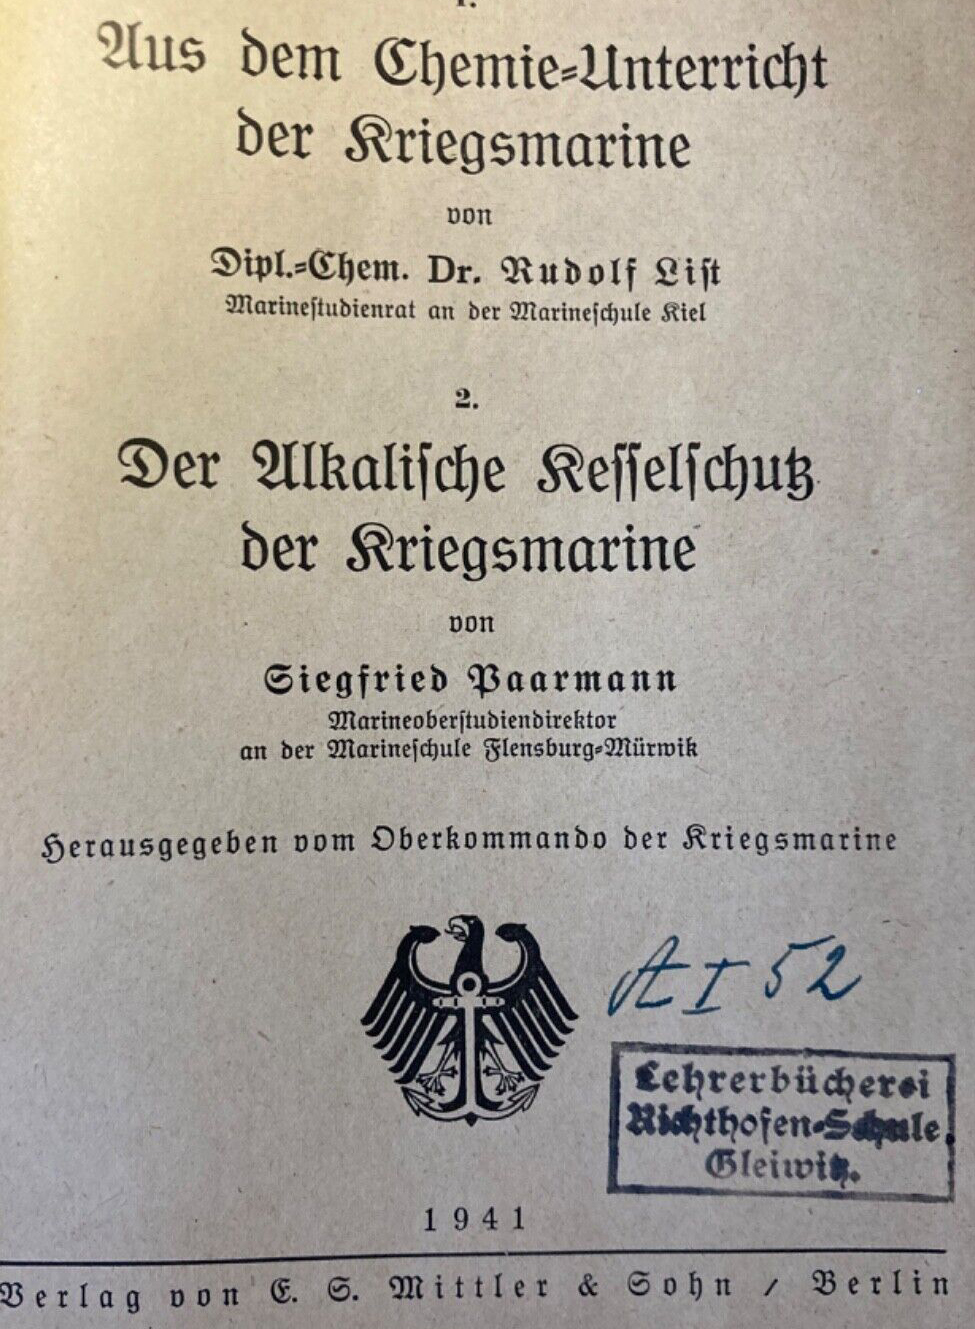 1.
Aus dem Chemie-Unterricht
der Kriegsmarine
von
Dipl.-Chem. Dr. Rudolf List
Marinestudienrat an der Marineschule Kiel
2.
Der Alkalische Kesselschutz
der Kriegsmarine
von
Siegfried Paarmann
Marineoberstudiendirektor
an der Marineschule Flensburg-Mürwik
Herausgegeben vom Oberkommando der Kriegsmarine
A I 52
Lehrerbücherei
Richthofen-Schule,
Gleiwitz.
1941
Verlag von E. S. Mittler & Sohn / Berlin